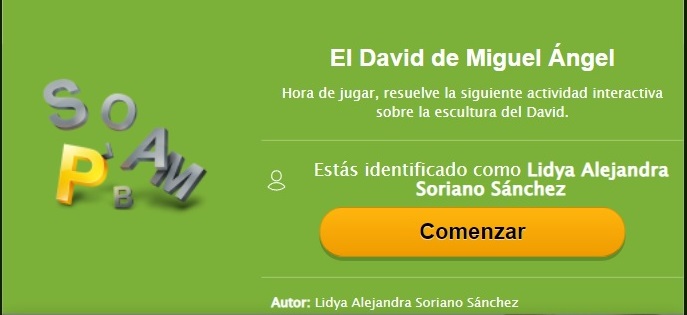 El David de Miguel Ángel
Hora de jugar, resuelve la siguiente actividad interactiva
sobre la escultura del David.
S O A M
P B
Estás identificado como Lidya Alejandra
Soriano Sánchez
Comenzar
Autor: Lidya Alejandra Soriano Sánchez